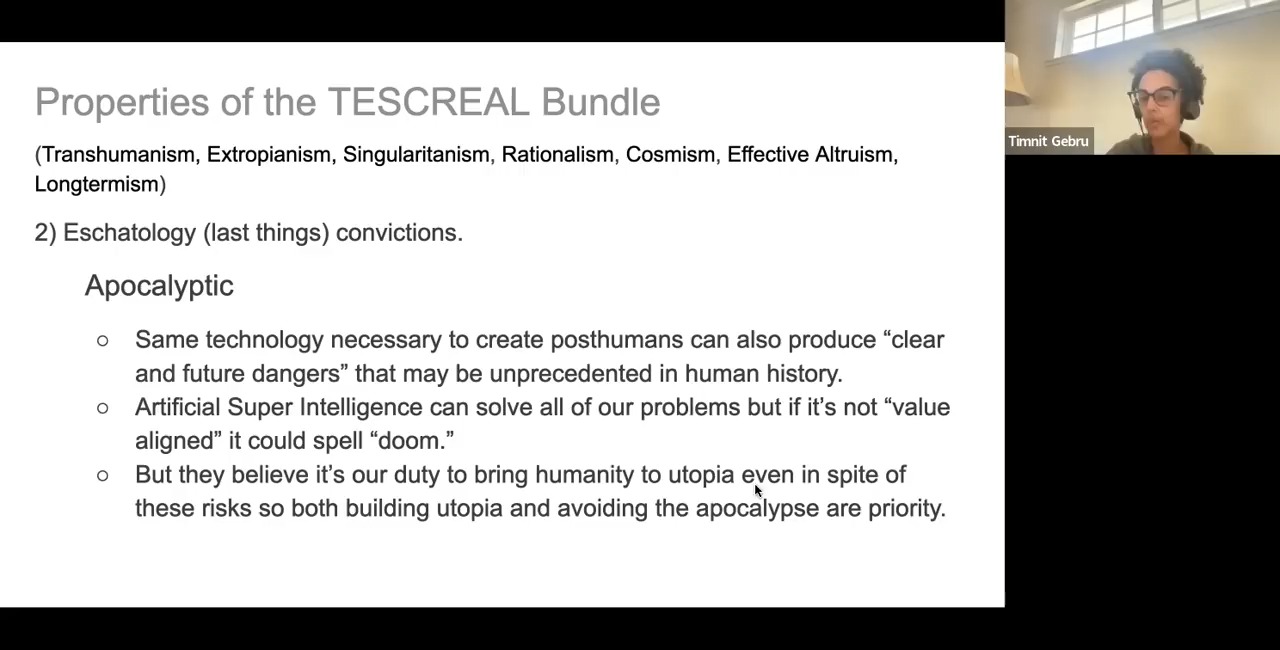 Properties of the TESCREAL Bundle
(Transhumanism, Extropianism, Singularitanism, Rationalism, Cosmism, Effective Altruism,
Longtermism)
2) Eschatology (last things) convictions.
Apocalyptic
○ Same technology necessary to create posthumans can also produce “clear
and future dangers” that may be unprecedented in human history.
○ Artificial Super Intelligence can solve all of our problems but if it’s not “value
aligned” it could spell “doom.”
○ But they believe it’s our duty to bring humanity to utopia even in spite of
these risks so both building utopia and avoiding the apocalypse are priority.
Timnit Gebru